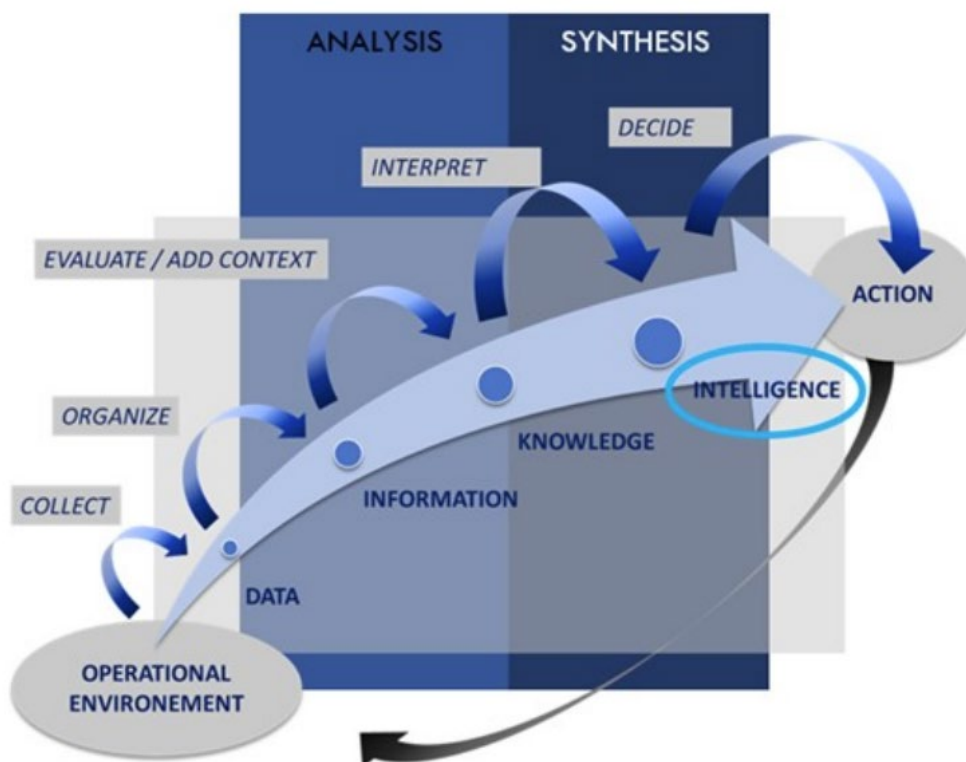 ANALYSIS
SYNTHESIS
DECIDE
INTERPRET
EVALUATE / ADD CONTEXT
ACTION
INTELLIGENCE
ORGANIZE
KNOWLEDGE
COLLECT
INFORMATION
DATA
OPERATIONAL
ENVIRONEMENT